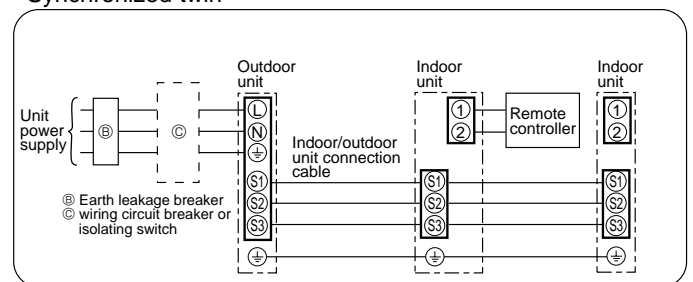 Synchronized twin
Outdoor
unit
Indoor
unit
Indoor
unit
Unit
power
supply
Ⓑ
Ⓒ
L
N
1
2
Remote
controller
1
2
Indoor/outdoor
unit connection
cable
S1
S2
S3
S1
S2
S3
S1
S2
S3
Ⓑ Earth leakage breaker
Ⓒ wiring circuit breaker or
isolating switch